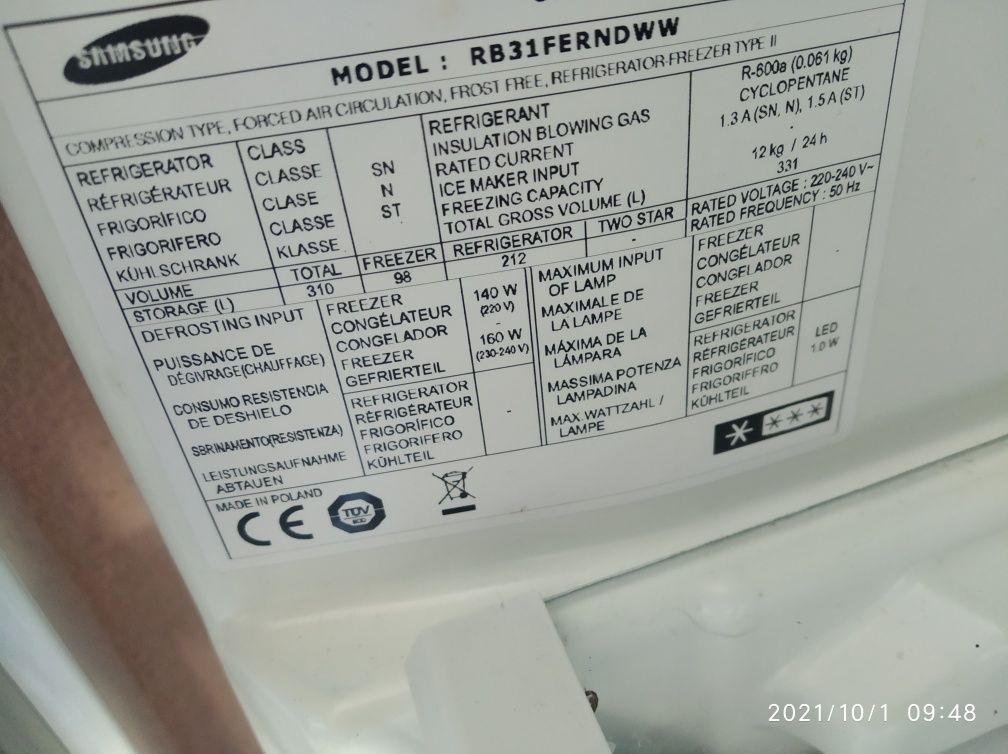 SAMSUNG
MODEL : RB31FERNDWW
COMPRESSION TYPE, FORCED AIR CIRCULATION, FROST FREE, REFRIGERATOR-FREEZER TYPE II
REFRIGERATOR CLASS
RÉFRIGÉRATEUR CLASSE
FRIGORÍFICO CLASE
FRIGORIFERO CLASSE
KÜHLSCHRANK KLASSE
SN
N
ST
REFRIGERANT R-600a (0.061 kg)
INSULATION BLOWING GAS CYCLOPENTANE
RATED CURRENT 1.3 A (SN, N), 1.5 A (ST)
ICE MAKER INPUT -
FREEZING CAPACITY 12 kg / 24 h
TOTAL GROSS VOLUME (L) 331
VOLUME TOTAL FREEZER REFRIGERATOR TWO STAR
STORAGE (L) 310 98 212 -
RATED VOLTAGE : 220-240 V~
RATED FREQUENCY : 50 Hz
DEFROSTING INPUT
PUISSANCE DE
DÉGIVRAGE(CHAUFFAGE)
CONSUMO RESISTENCIA
DE DESHIELO
SBRINAMENTO(RESISTENZA)
LEISTUNGSAUFNAHME
ABTAUEN
FREEZER
CONGÉLATEUR
CONGELADOR
FREEZER
GEFRIERTEIL
140 W
(220 V)
-
160 W
(230-240 V)
REFRIGERATOR
RÉFRIGÉRATEUR
FRIGORÍFICO
FRIGORIFERO
KÜHLTEIL
-
MAXIMUM INPUT
OF LAMP
MAXIMALE DE
LA LAMPE
MÁXIMA DE LA
LÁMPARA
MASSIMA POTENZA
LAMPADINA
MAX.WATTZAHL /
LAMPE
FREEZER
CONGÉLATEUR
CONGELADOR
FREEZER
GEFRIERTEIL
-
REFRIGERATOR
RÉFRIGÉRATEUR
FRIGORÍFICO
FRIGORIFERO
KÜHLTEIL
LED
1.0 W
MADE IN POLAND
CE
TÜV
2021/10/1 09:48